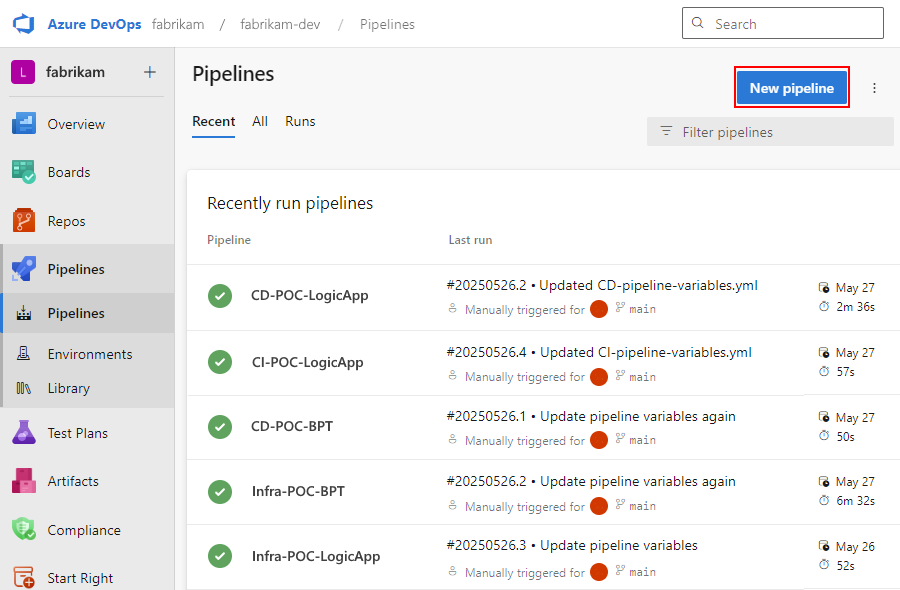 Azure DevOps fabrikam / fabrikam-dev / Pipelines
Search
L fabrikam +
Overview
Boards
Repos
Pipelines
Pipelines
Environments
Library
Test Plans
Artifacts
Compliance
Start Right
Pipelines
New pipeline
Recent All Runs
Filter pipelines
Recently run pipelines
Pipeline Last run
CD-POC-LogicApp
#20250526.2 • Updated CD-pipeline-variables.yml
Manually triggered for main
May 27
2m 36s
CI-POC-LogicApp
#20250526.4 • Updated CI-pipeline-variables.yml
Manually triggered for main
May 27
57s
CD-POC-BPT
#20250526.1 • Update pipeline variables again
Manually triggered for main
May 27
50s
Infra-POC-BPT
#20250526.2 • Update pipeline variables again
Manually triggered for main
May 27
6m 32s
Infra-POC-LogicApp
#20250526.3 • Update pipeline variables
Manually triggered for main
May 26
52s